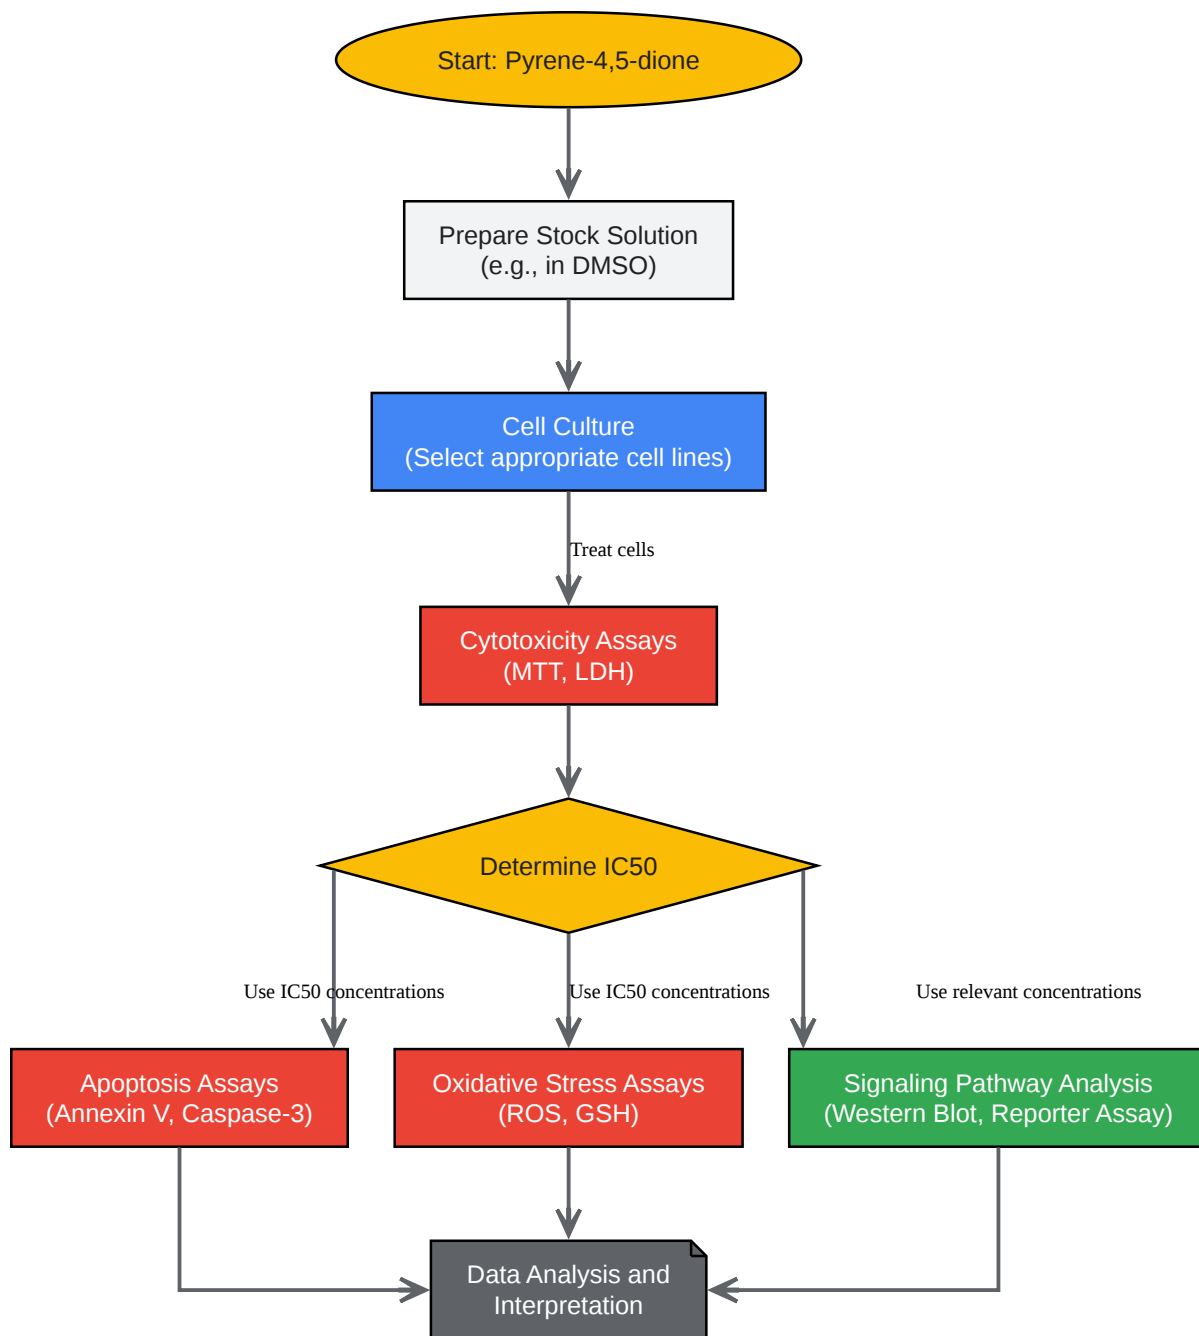 Start: Pyrene-4,5-dione
Prepare Stock Solution
(e.g., in DMSO)
Cell Culture
(Select appropriate cell lines)
Treat cells
Cytotoxicity Assays
(MTT, LDH)
Determine IC50
Use IC50 concentrations
Use IC50 concentrations
Use relevant concentrations
Apoptosis Assays
(Annexin V, Caspase-3)
Oxidative Stress Assays
(ROS, GSH)
Signaling Pathway Analysis
(Western Blot, Reporter Assay)
Data Analysis and
Interpretation